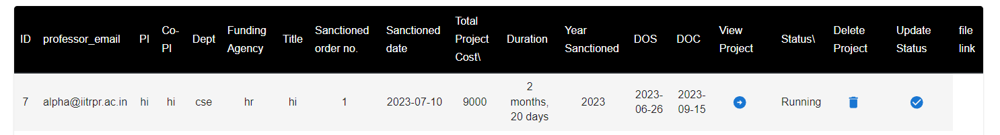 ID professor_email PI Co-PI Dept Funding Agency Title Sanctioned order no. Sanctioned date Total Project Cost\ Duration Year Sanctioned DOS DOC View Project Status\ Delete Project Update Status file link
7 alpha@iitrpr.ac.in hi hi cse hr hi 1 2023-07-10 9000 2 months, 20 days 2023 2023-06-26 2023-09-15 Running